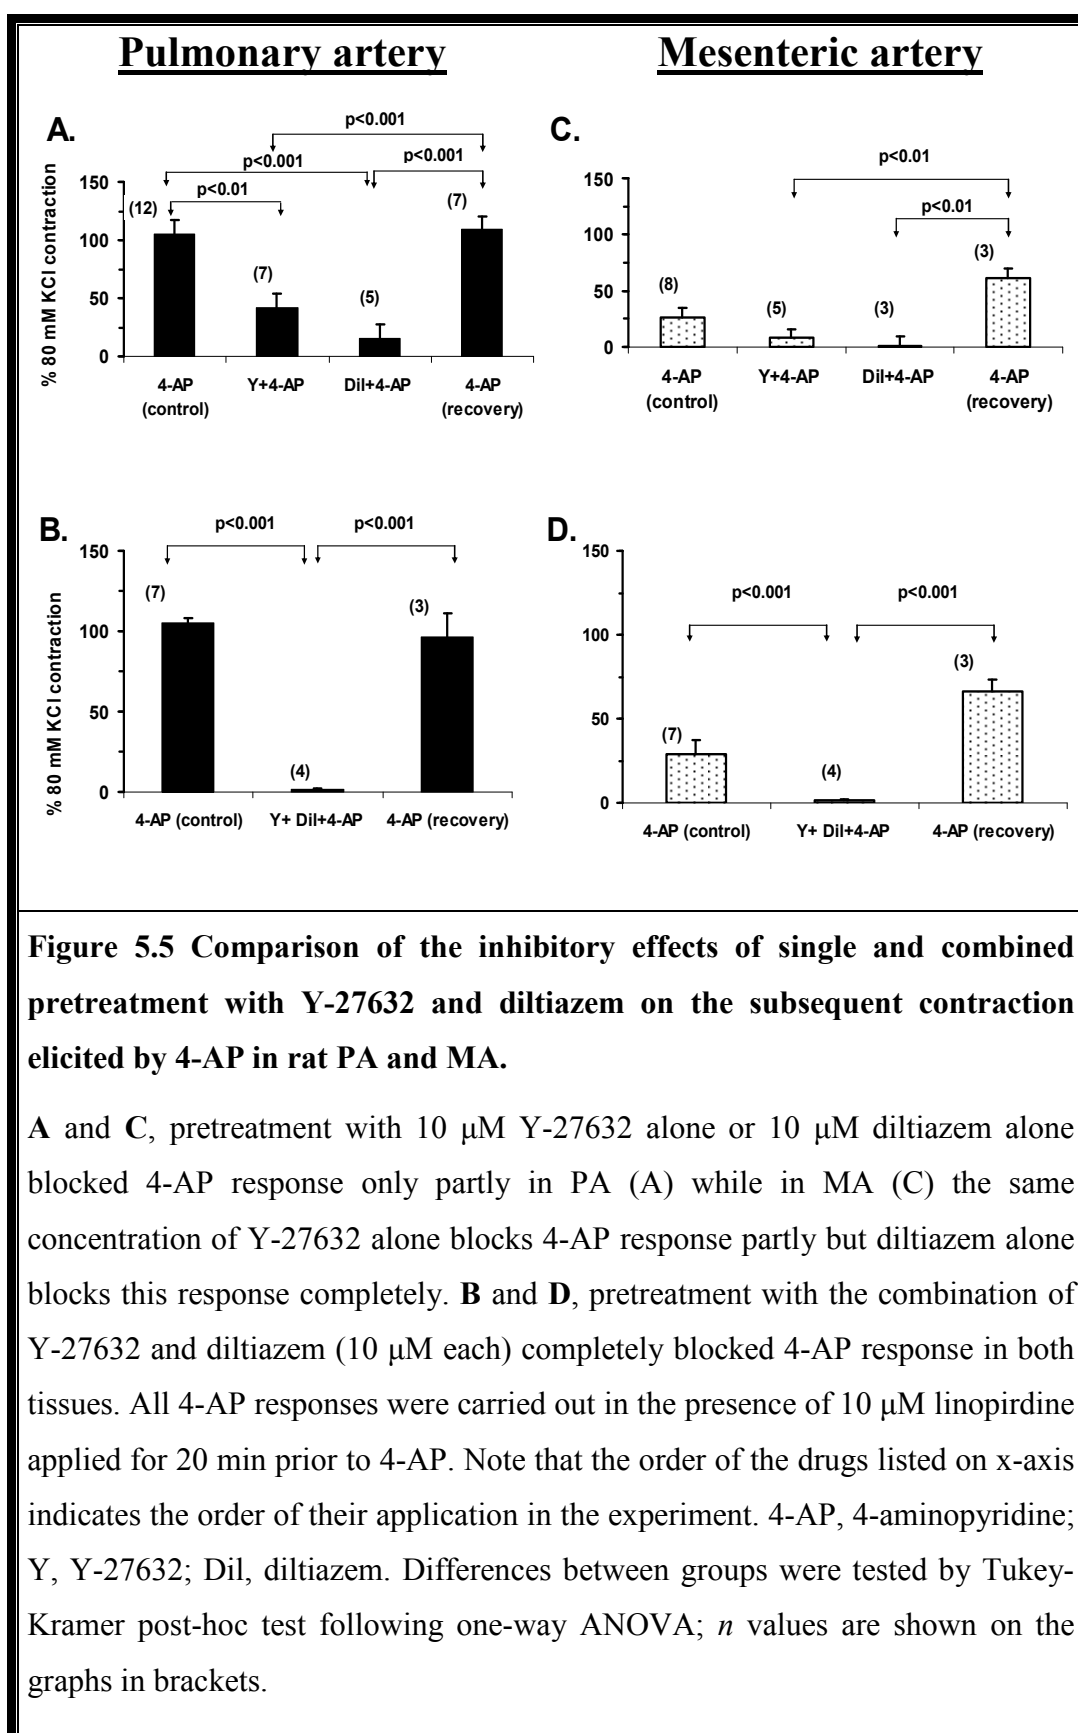 Pulmonary artery
Mesenteric artery
A.
p<0.001
p<0.001
p<0.001
p<0.01
% 80 mM KCl contraction
150
100
50
0
(12)
(7)
(5)
(7)
4-AP
(control)
Y+4-AP
Dil+4-AP
4-AP
(recovery)
C.
p<0.01
p<0.01
150
100
50
0
(8)
(5)
(3)
(3)
4-AP
(control)
Y+4-AP
Dil+4-AP
4-AP
(recovery)
B.
p<0.001
p<0.001
% 80 mM KCl contraction
150
100
50
0
(7)
(4)
(3)
4-AP (control)
Y+ Dil+4-AP
4-AP (recovery)
D.
p<0.001
p<0.001
150
100
50
0
(7)
(4)
(3)
4-AP (control)
Y+ Dil+4-AP
4-AP (recovery)
Figure 5.5 Comparison of the inhibitory effects of single and combined
pretreatment with Y-27632 and diltiazem on the subsequent contraction
elicited by 4-AP in rat PA and MA.
A and C, pretreatment with 10 μM Y-27632 alone or 10 μM diltiazem alone
blocked 4-AP response only partly in PA (A) while in MA (C) the same
concentration of Y-27632 alone blocks 4-AP response partly but diltiazem alone
blocks this response completely. B and D, pretreatment with the combination of
Y-27632 and diltiazem (10 μM each) completely blocked 4-AP response in both
tissues. All 4-AP responses were carried out in the presence of 10 μM linopirdine
applied for 20 min prior to 4-AP. Note that the order of the drugs listed on x-axis
indicates the order of their application in the experiment. 4-AP, 4-aminopyridine;
Y, Y-27632; Dil, diltiazem. Differences between groups were tested by Tukey-
Kramer post-hoc test following one-way ANOVA; n values are shown on the
graphs in brackets.